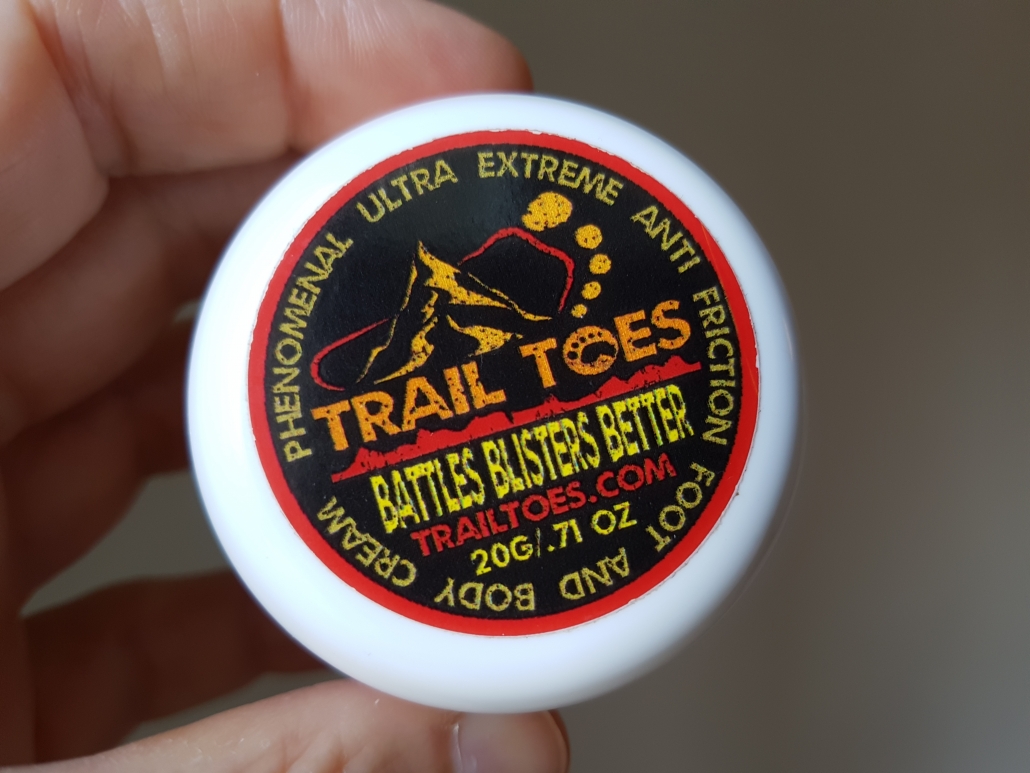 PHENOMENAL ULTRA EXTREME ANTI FRICTION FOOT AND BODY CREAM
TRAIL TOES
BATTLES BLISTERS BETTER
TRAILTOES.COM
20G/.71 OZ